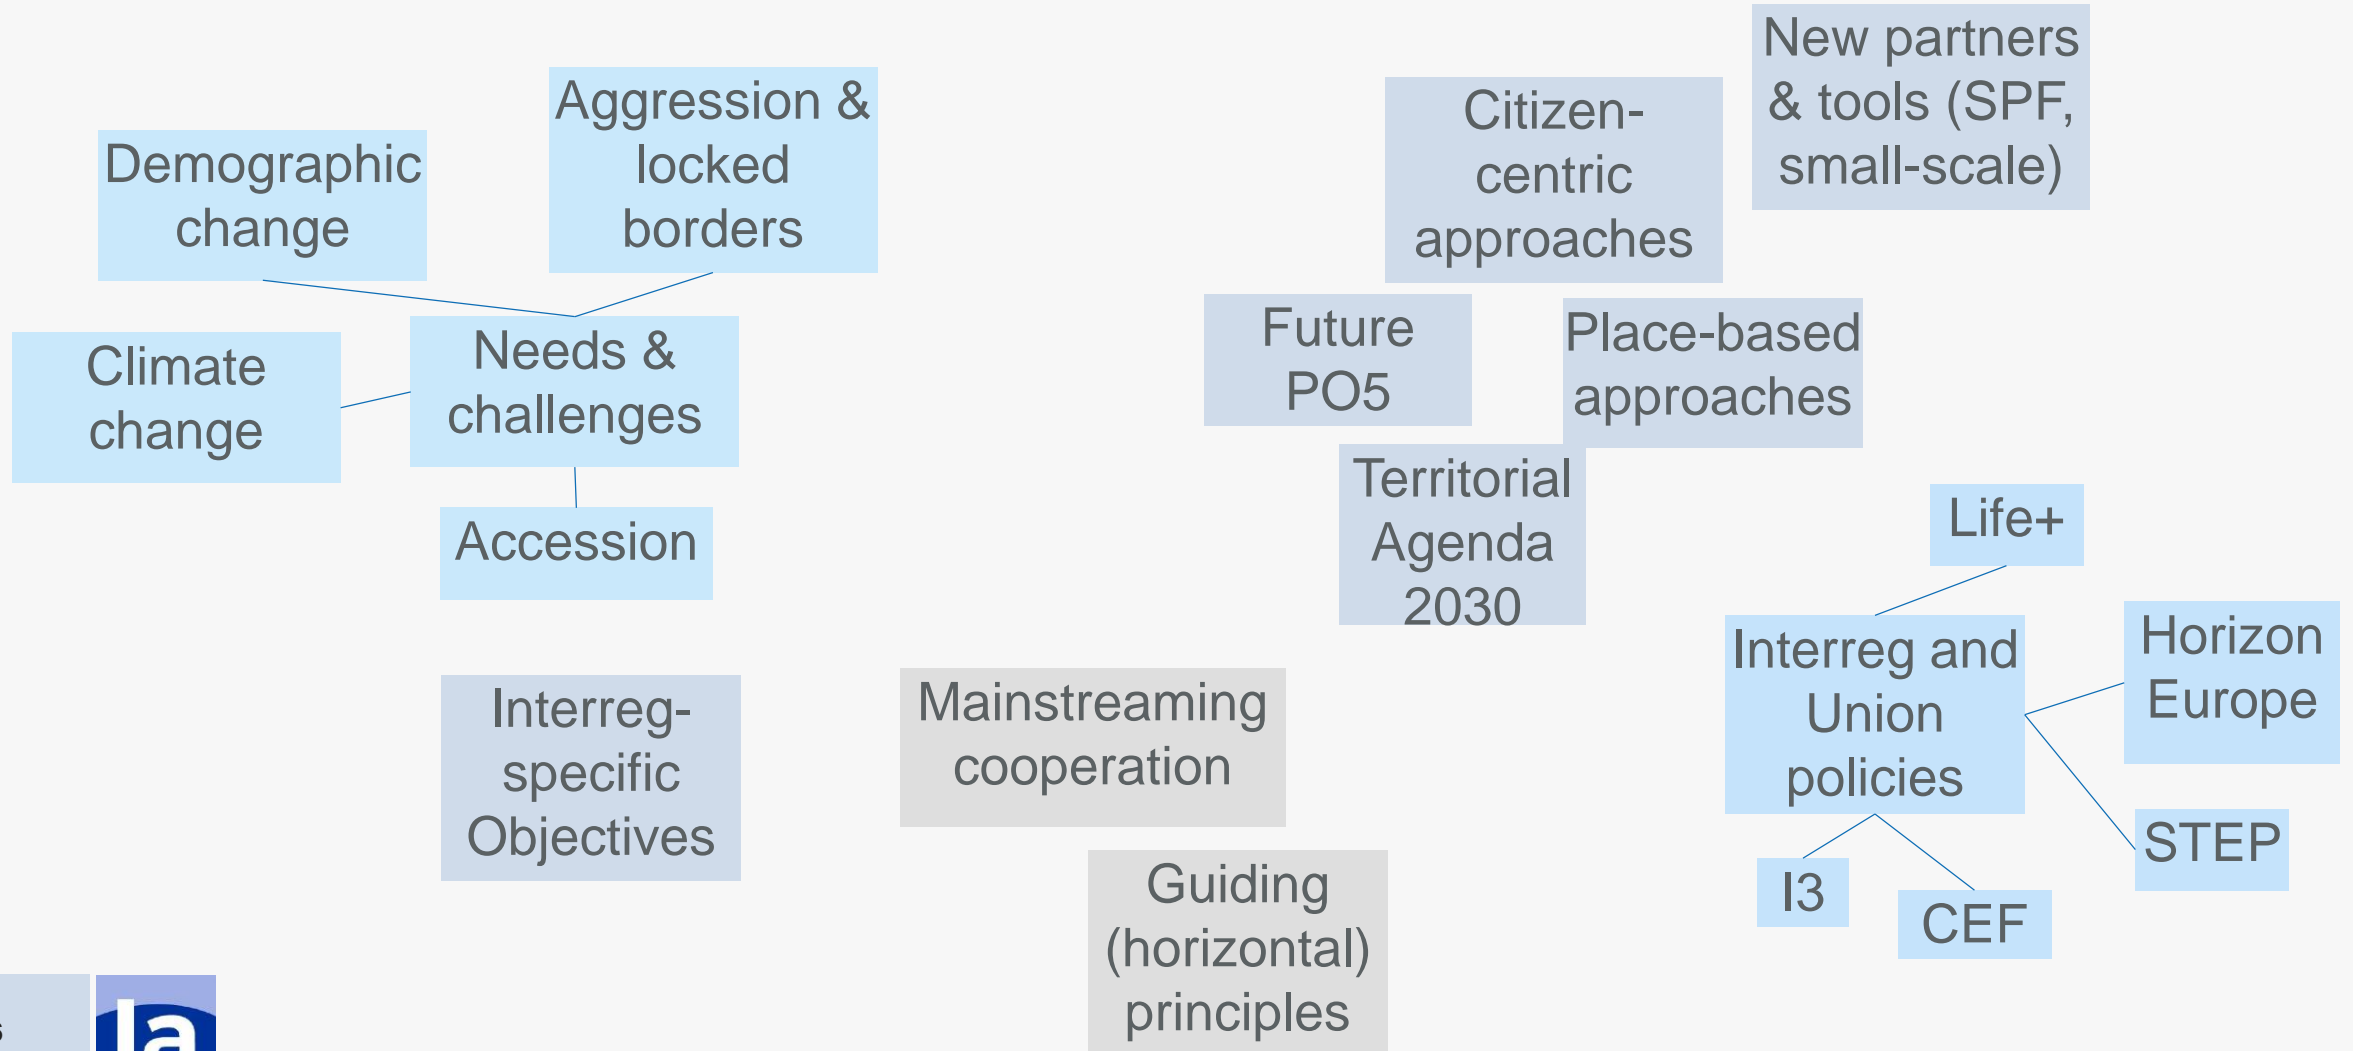 Demographic
change
Aggression &
locked
borders
Climate
change
Needs &
challenges
Accession
Interreg-
specific
Objectives
Mainstreaming
cooperation
Guiding
(horizontal)
principles
Citizen-
centric
approaches
New partners
& tools (SPF,
small-scale)
Future
PO5
Place-based
approaches
Territorial
Agenda
2030
Life+
Interreg and
Union
policies
Horizon
Europe
STEP
I3
CEF